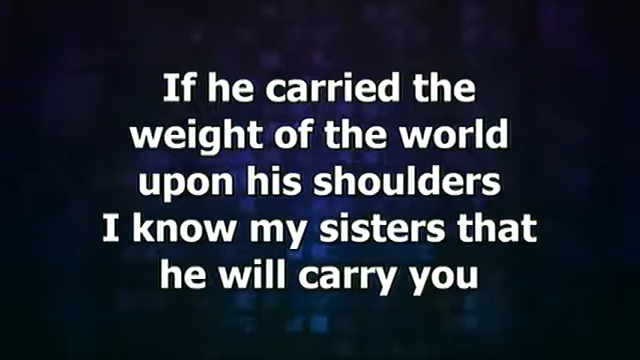 If he carried the
weight of the world
upon his shoulders
I know my sisters that
he will carry you